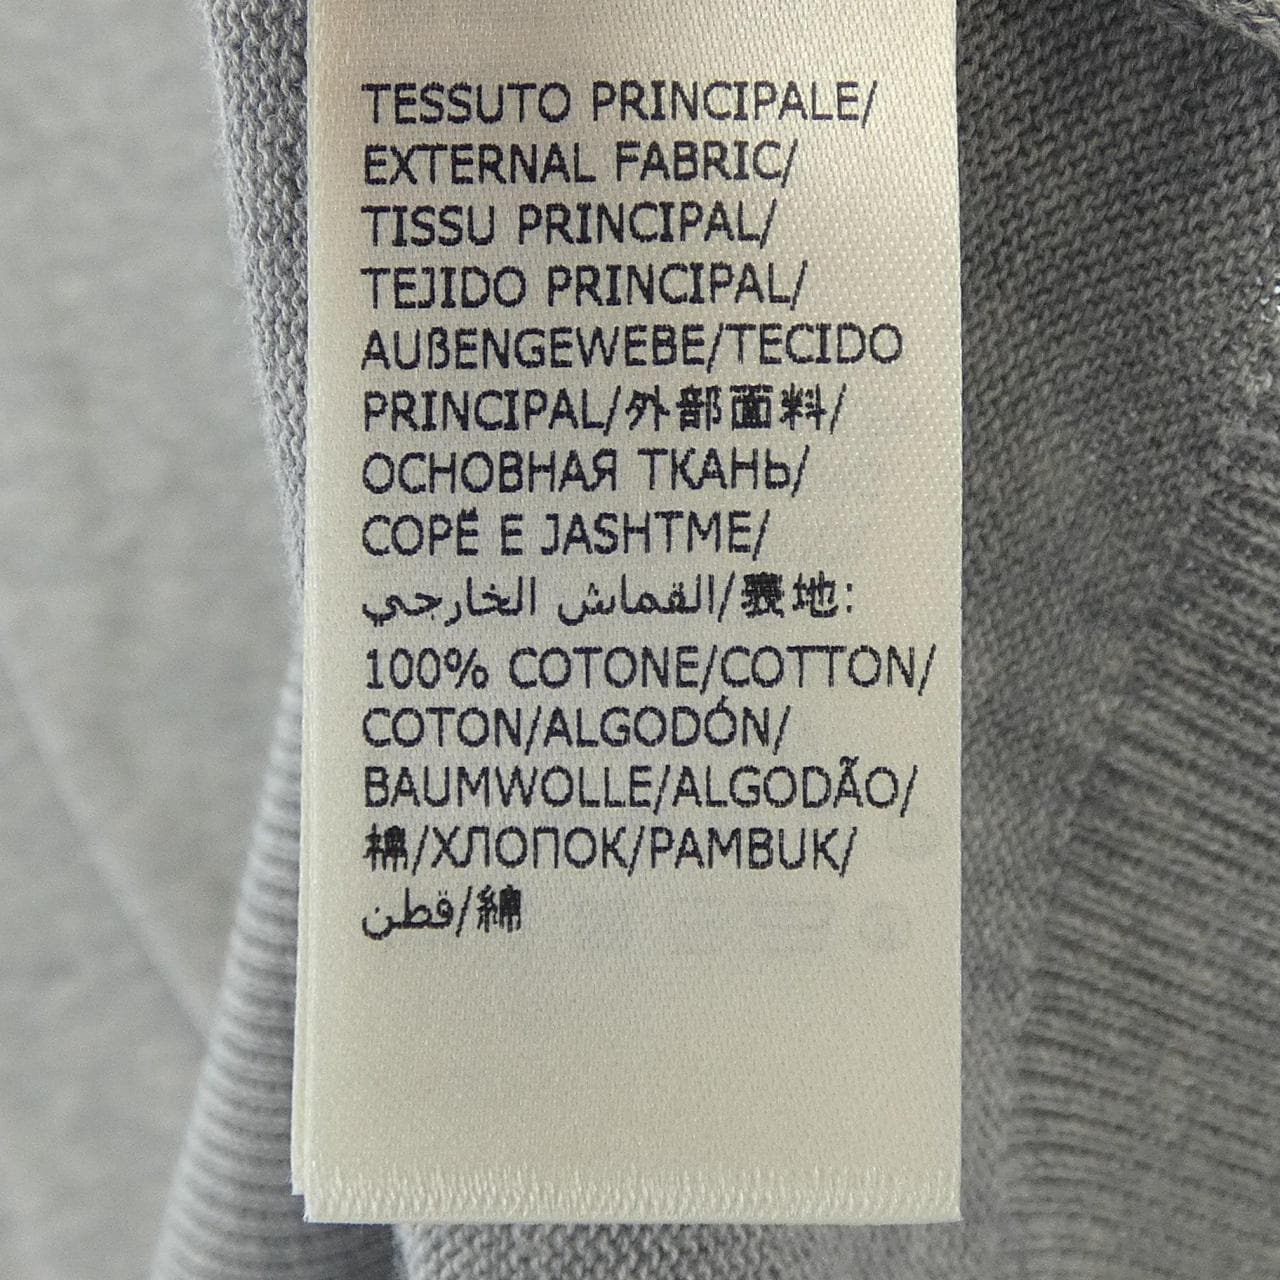 TESSUTO PRINCIPALE/
EXTERNAL FABRIC/
TISSU PRINCIPAL/
TEJIDO PRINCIPAL/
AUßENGEWEBE/TECIDO
PRINCIPAL/外部面料/
ОСНОВНАЯ ТКАНЬ/
COPË E JASHTME/
القماش الخارجي/表地:
100% COTONE/COTTON/
COTON/ALGODÓN/
BAUMWOLLE/ALGODÃO/
棉/ХЛОПОК/PAMBUK/
قطن/綿